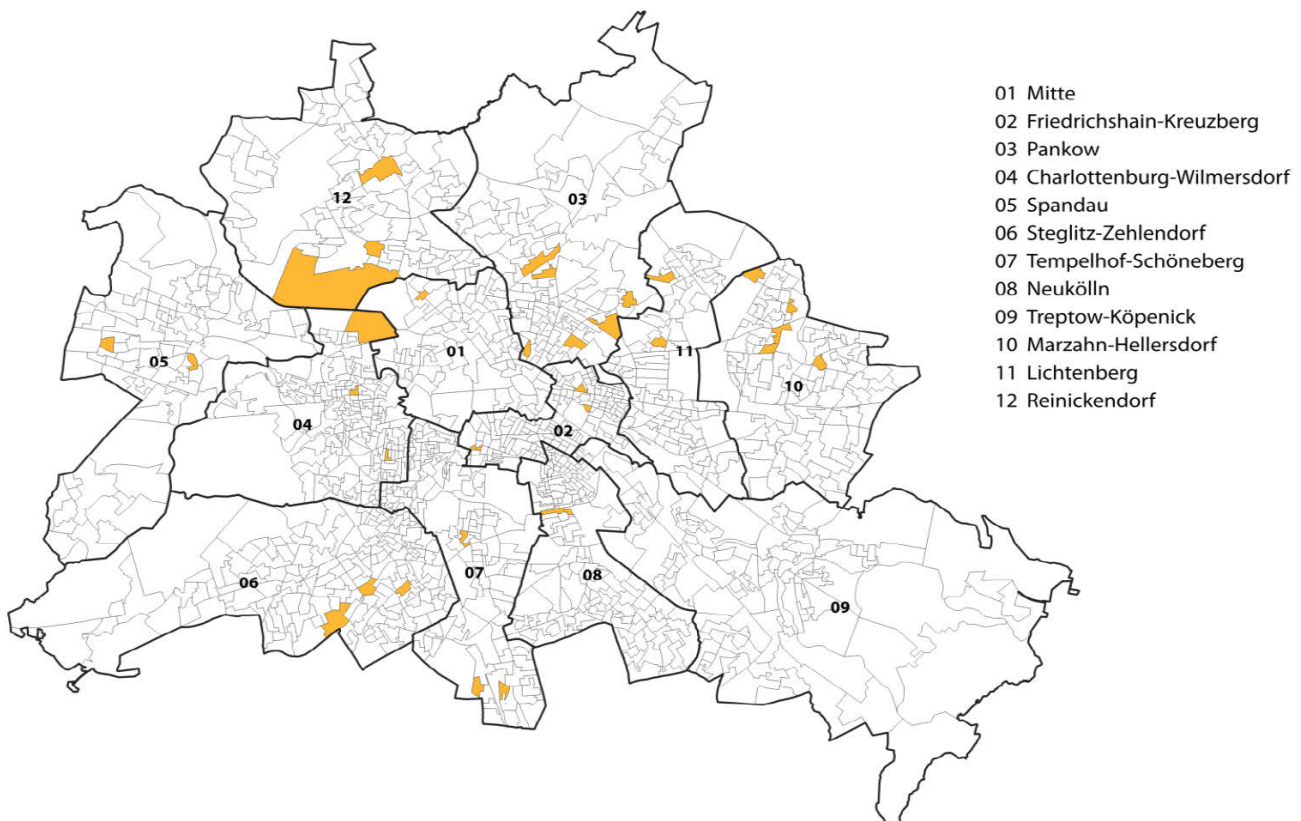 01 Mitte
02 Friedrichshain-Kreuzberg
03 Pankow
04 Charlottenburg-Wilmersdorf
05 Spandau
06 Steglitz-Zehlendorf
07 Tempelhof-Schöneberg
08 Neukölln
09 Treptow-Köpenick
10 Marzahn-Hellersdorf
11 Lichtenberg
12 Reinickendorf
12
03
01
11
05
10
04
02
07
08
06
09